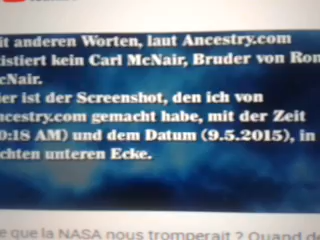 it anderen Worten, laut Ancestry.com
istiert kein Carl McNair, Bruder von Ron
cNair.
er ist der Screenshot, den ich von
ncestry.com gemacht habe, mit der Zeit
0:18 AM) und dem Datum (9.5.2015), in
chten unteren Ecke.
e que la NASA nous tromperait ? Quand de